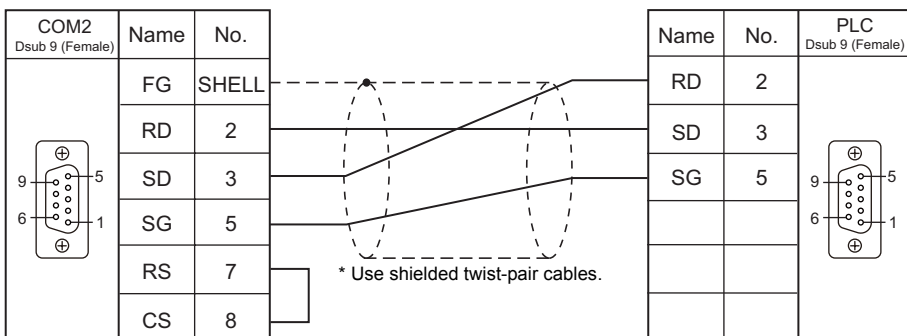 COM2
Dsub 9 (Female)
Name No.
FG SHELL
RD 2
SD 3
SG 5
RS 7
CS 8
9 5
6 1
* Use shielded twist-pair cables.
Name No.
PLC
Dsub 9 (Female)
RD 2
SD 3
SG 5
9 5
6 1